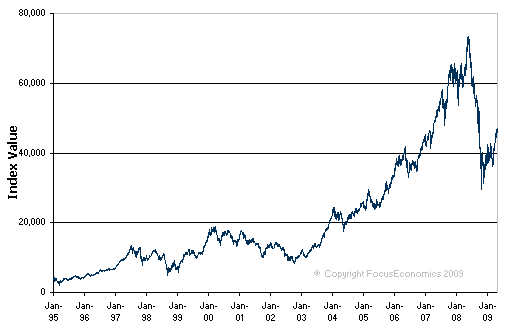 80,000
60,000
40,000
20,000
0
Index Value
® Copyright FocusEconomics 2009
Jan-95 Jan-96 Jan-97 Jan-98 Jan-99 Jan-00 Jan-01 Jan-02 Jan-03 Jan-04 Jan-05 Jan-06 Jan-07 Jan-08 Jan-09